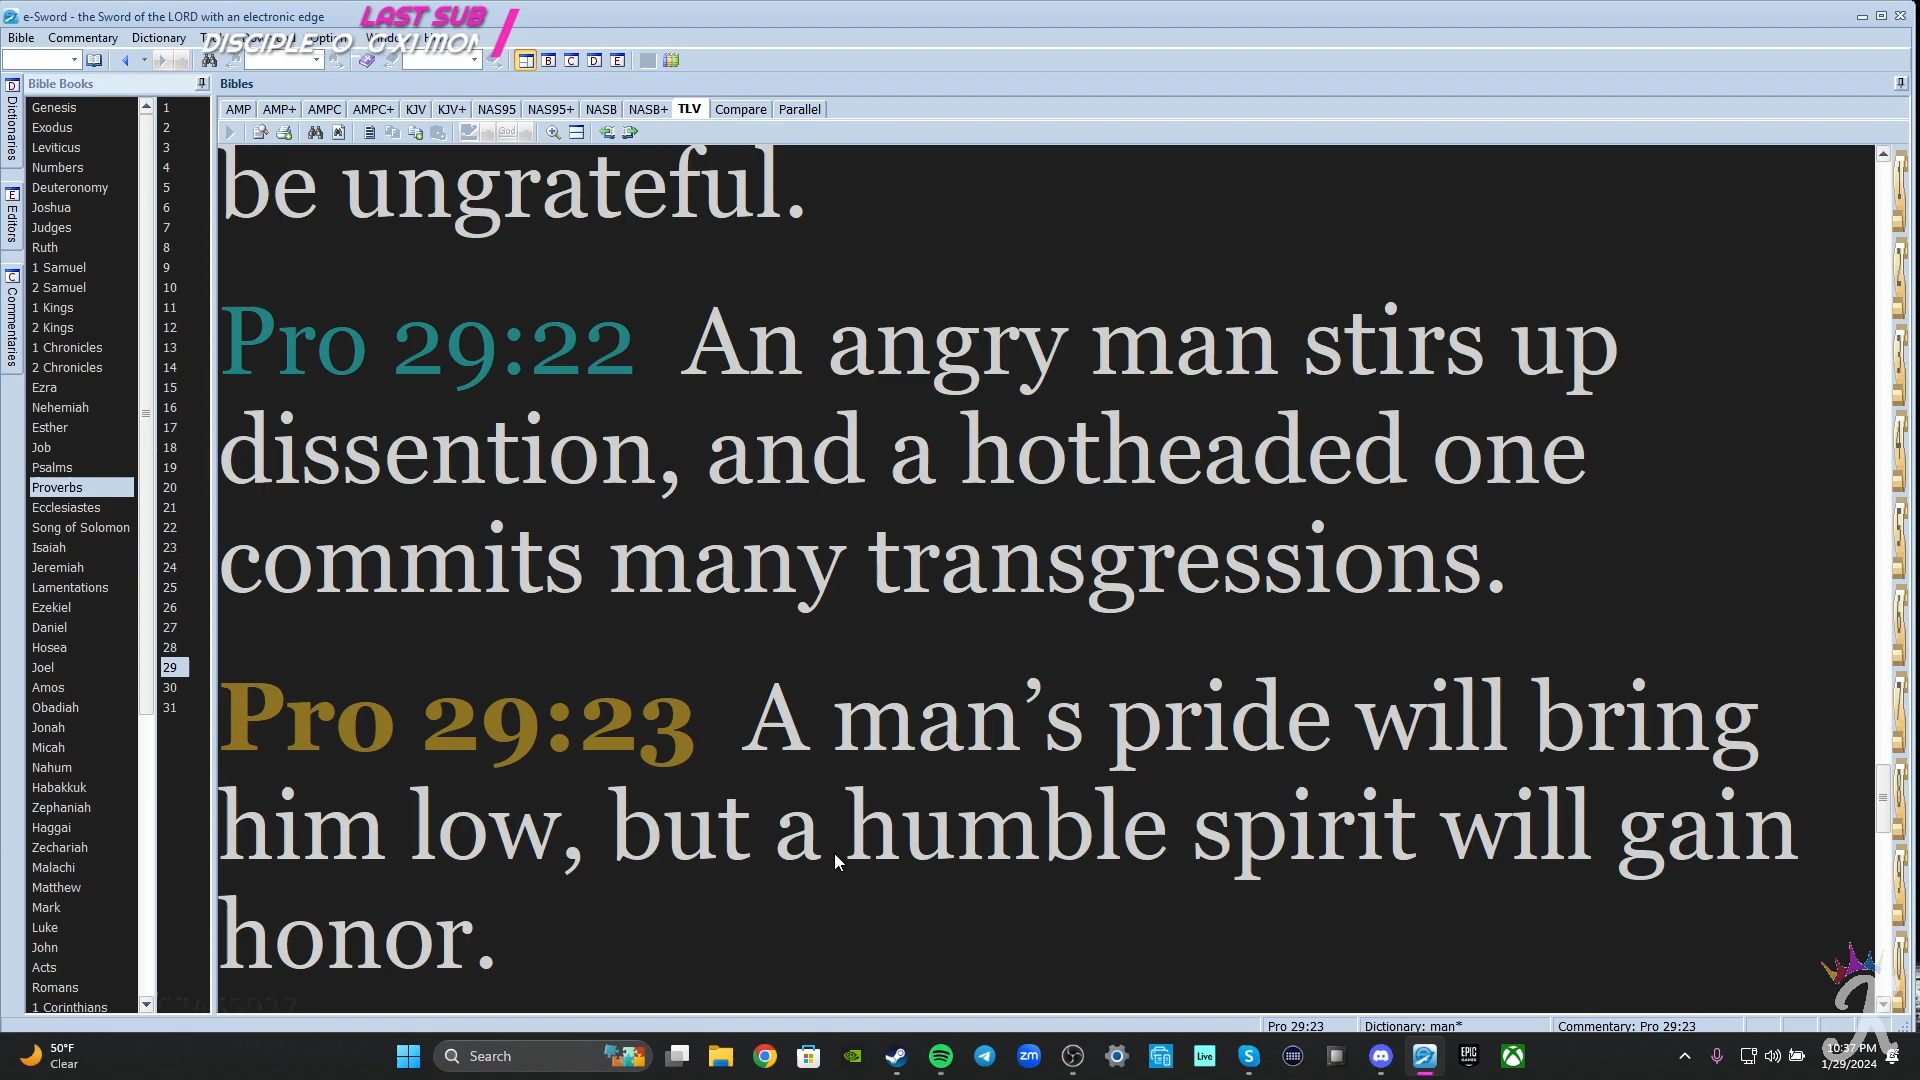 e-Sword - the Sword of the LORD with an electronic edge
LAST SUB
Bible Commentary Dictionary
Bible Books
Bibles
Dictionaries
Editors
Commentaries
AMP AMP+ AMPC AMPC+ KJV KJV+ NAS95 NAS95+ NASB NASB+ TLV Compare Parallel
Genesis
Exodus
Leviticus
Numbers
Deuteronomy
Joshua
Judges
Ruth
1 Samuel
2 Samuel
1 Kings
2 Kings
1 Chronicles
2 Chronicles
Ezra
Nehemiah
Esther
Job
Psalms
Proverbs
Ecclesiastes
Song of Solomon
Isaiah
Jeremiah
Lamentations
Ezekiel
Daniel
Hosea
Joel
Amos
Obadiah
Jonah
Micah
Nahum
Habakkuk
Zephaniah
Haggai
Zechariah
Malachi
Matthew
Mark
Luke
John
Acts
Romans
1 Corinthians
1
2
3
4
5
6
7
8
9
10
11
12
13
14
15
16
17
18
19
20
21
22
23
24
25
26
27
28
29
30
31
be ungrateful.
Pro 29:22 An angry man stirs up
dissention, and a hotheaded one
commits many transgressions.
Pro 29:23 A man’s pride will bring
him low, but a humble spirit will gain
honor.
Pro 29:23 Dictionary: man* Commentary: Pro 29:23
50°F
Clear
Search
zm
Live
EPIC GAMES
10:37 PM
1/29/2024